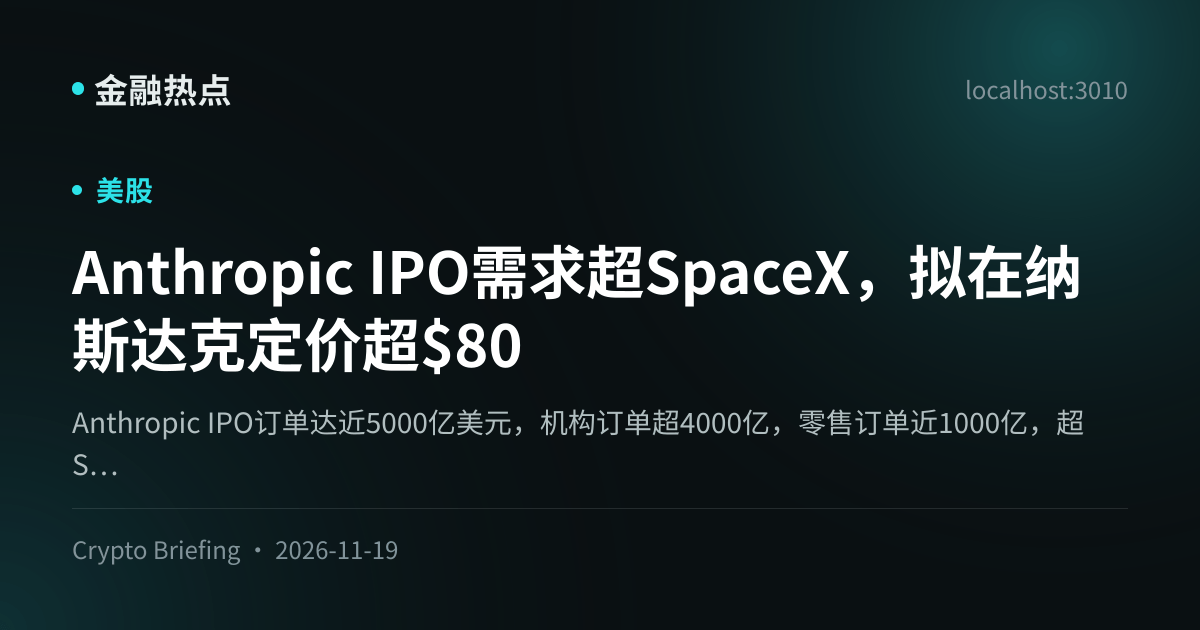 金融热点
localhost:3010
美股
Anthropic IPO需求超SpaceX，拟在纳
斯达克定价超$80
Anthropic IPO订单达近5000亿美元，机构订单超4000亿，零售订单近1000亿，超
S…
Crypto Briefing · 2026-11-19